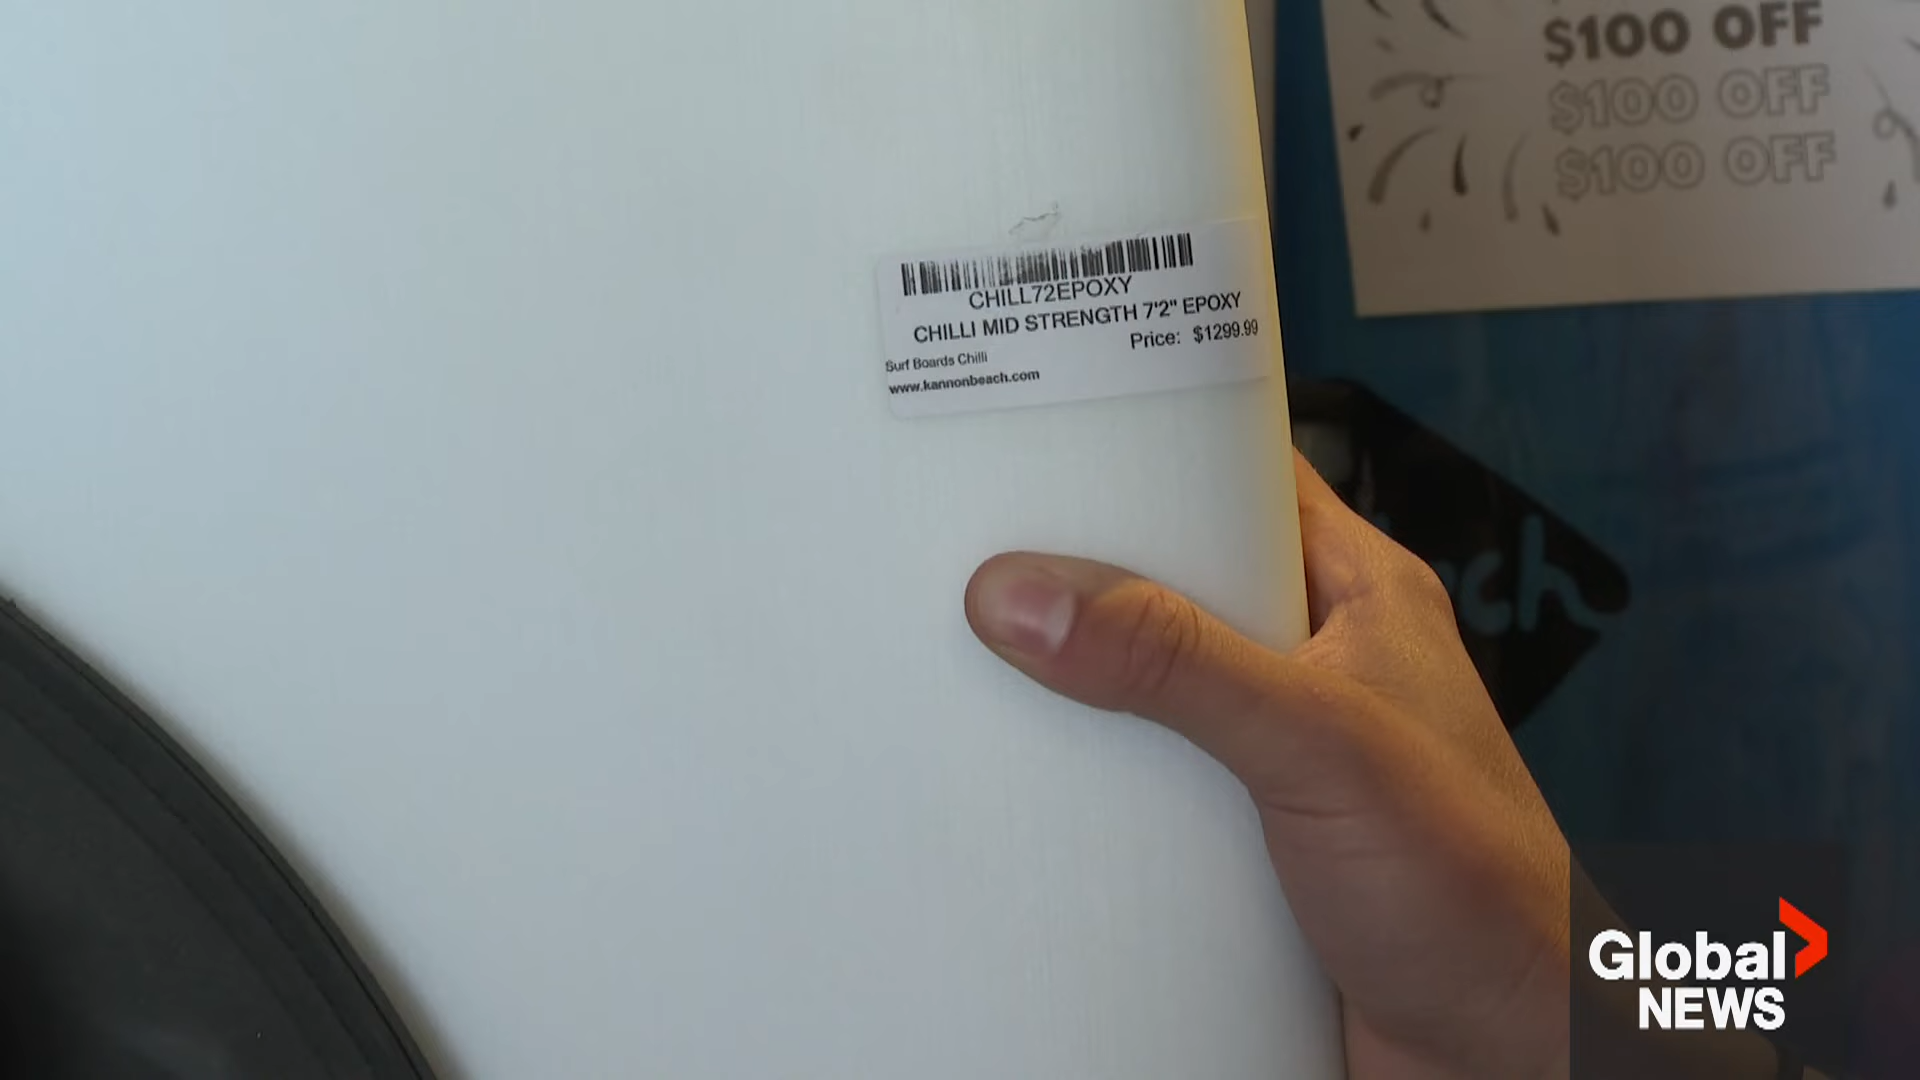 $100 OFF
$100 OFF
$100 OFF
CHILL72EPOXY
CHILLI MID STRENGTH 7'2" EPOXY
Price: $1299.99
Surf Boards Chilli
www.kannonbeach.com
Global
NEWS